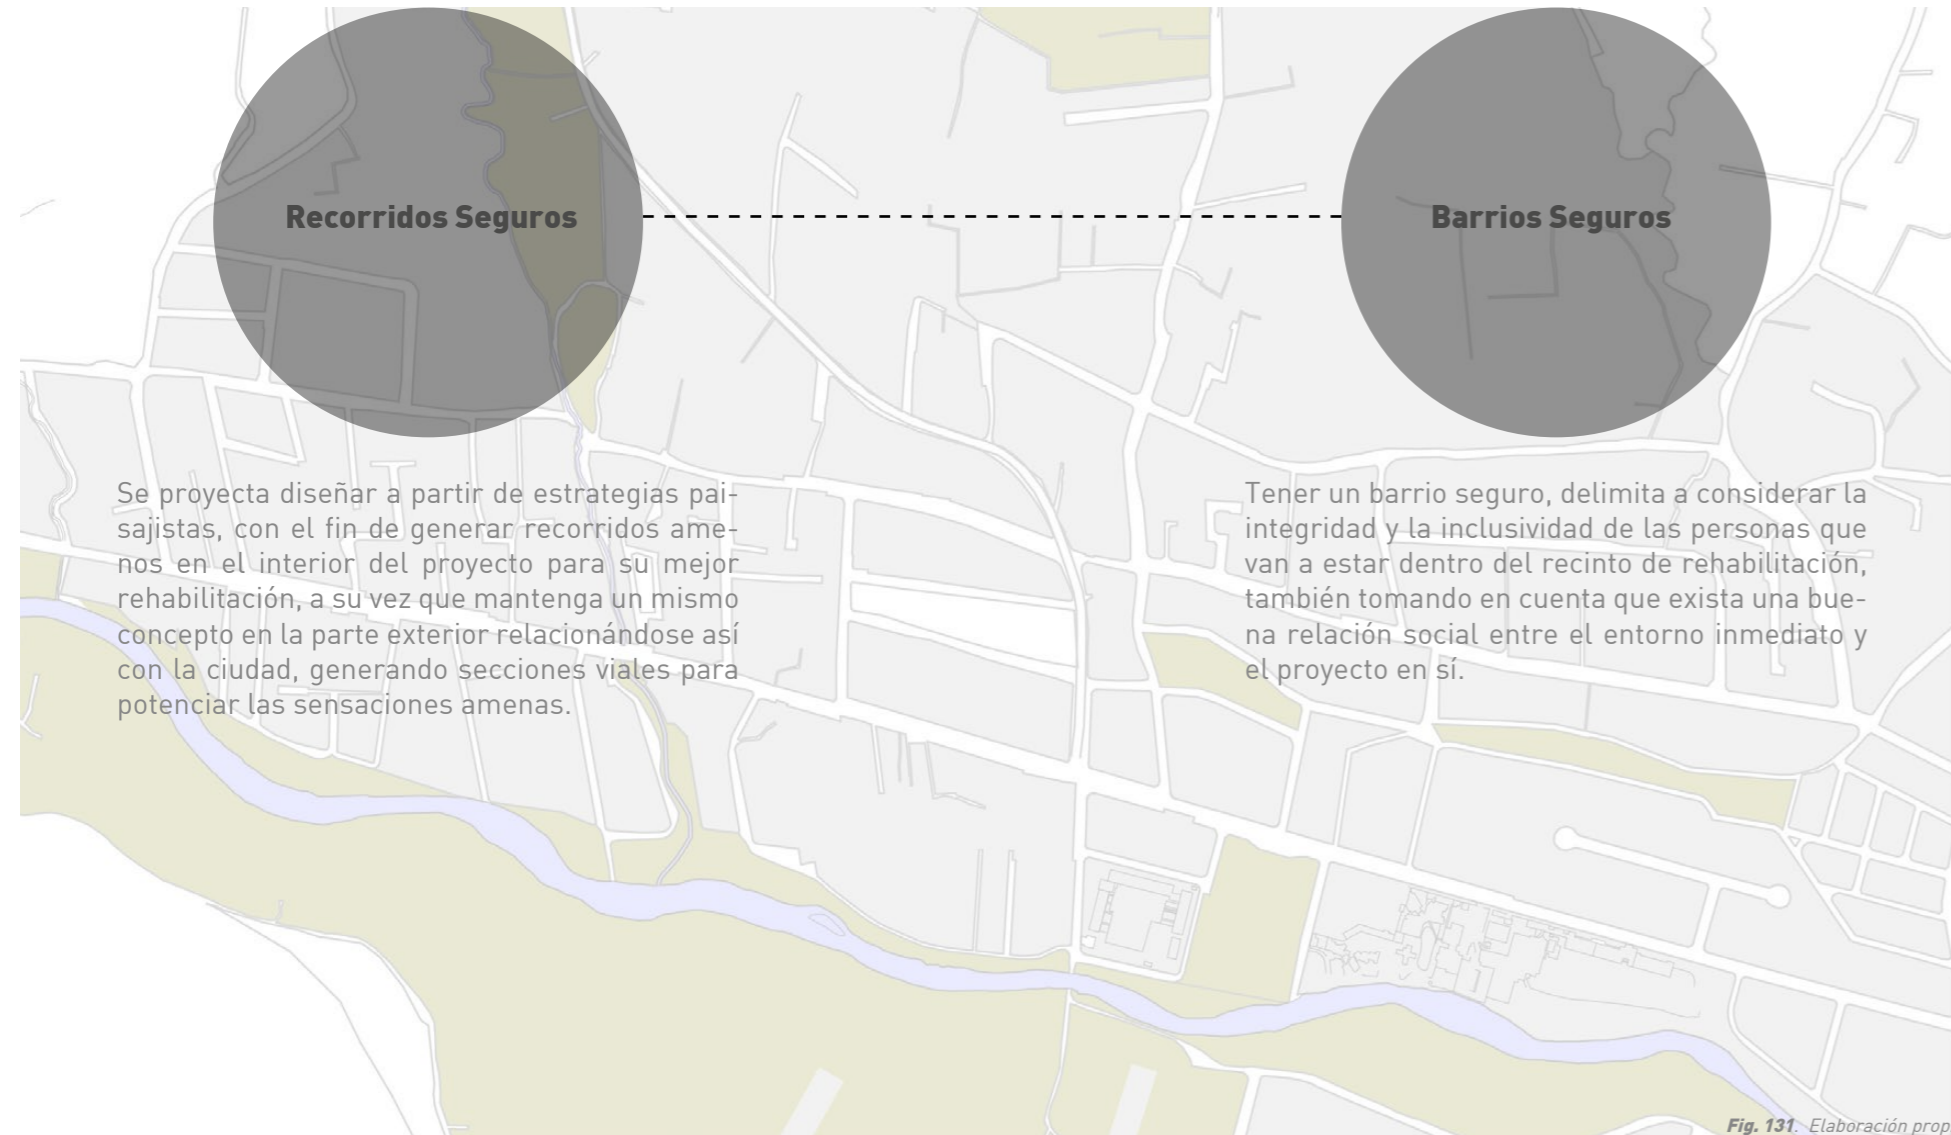 Recorridos Seguros
Se proyecta diseñar a partir de estrategias pai-
sajistas, con el fin de generar recorridos ame-
nos en el interior del proyecto para su mejor
rehabilitación, a su vez que mantenga un mismo
concepto en la parte exterior relacionándose así
con la ciudad, generando secciones viales para
potenciar las sensaciones amenas.
Barrios Seguros
Tener un barrio seguro, delimita a considerar la
integridad y la inclusividad de las personas que
van a estar dentro del recinto de rehabilitación,
también tomando en cuenta que exista una bue-
na relación social entre el entorno inmediato y
el proyecto en sí.
Fig. 131. Elaboración prop